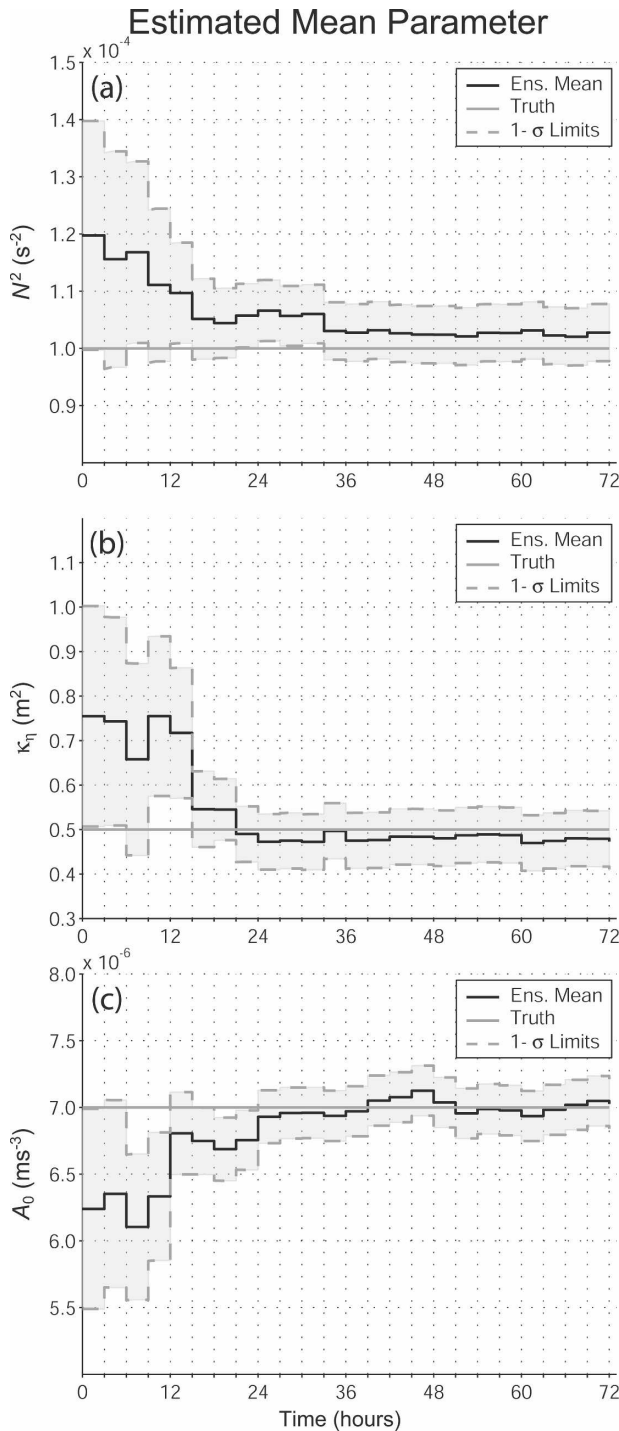 Estimated Mean Parameter
x 10-4
1.5
(a)
Ens. Mean
Truth
1- σ Limits
1.4
1.3
1.2
1.1
1.0
0.9
N2 (s-2)
0 12 24 36 48 60 72
(b)
Ens. Mean
Truth
1- σ Limits
1.1
1.0
0.9
0.8
0.7
0.6
0.5
0.4
0.3
κη (m2)
0 12 24 36 48 60 72
x 10-6
8.0
(c)
Ens. Mean
Truth
1- σ Limits
7.5
7.0
6.5
6.0
5.5
A0 (ms-3)
0 12 24 36 48 60 72
Time (hours)